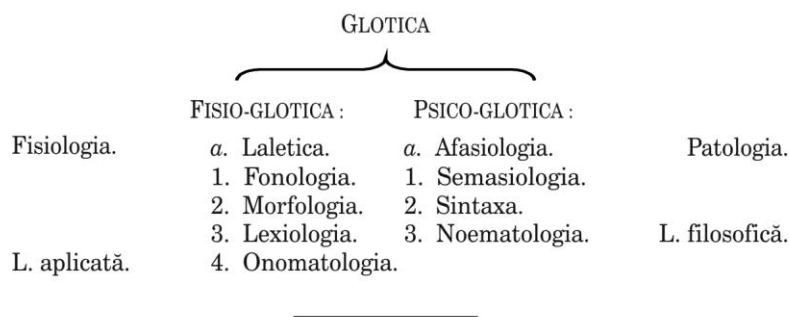 GLOTICA
FISIO-GLOTICA : PSICO-GLOTICA :
Fisiologia. a. Laletica. a. Afasiologia. Patologia.
1. Fonologia. 1. Semasiologia.
2. Morfologia. 2. Sintaxa.
3. Lexiologia. 3. Noematologia. L. filosofică.
L. aplicată. 4. Onomatologia.